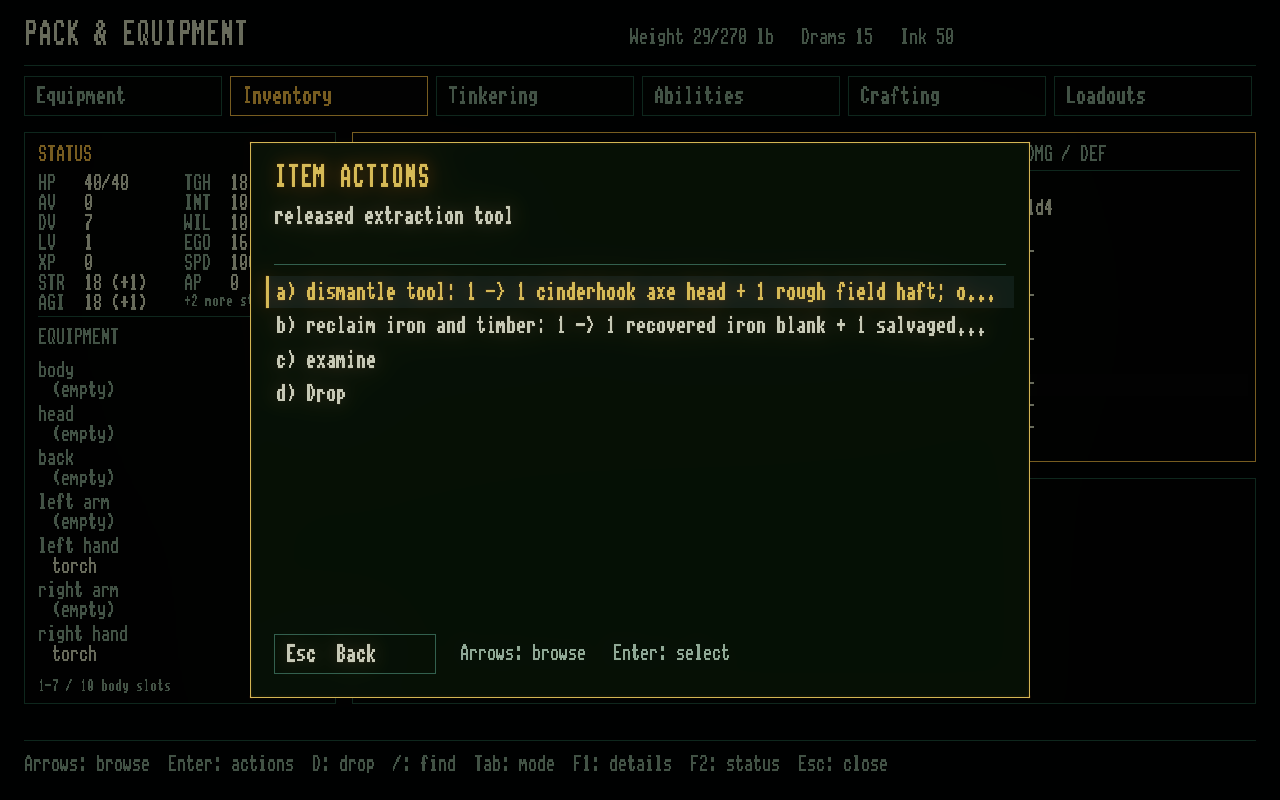 PACK & EQUIPMENT
Weight 29/270 lb Drams 15 Ink 50
Equipment Inventory Tinkering Abilities Crafting Loadouts
STATUS
DMG / DEF
HP 40/40 TGH 18
AV 0 INT 10
DV 7 WIL 10
LV 1 EGO 16
XP 0 SPD 100
STR 18 (+1) AP 0
AGI 18 (+1) +2 more st
1d4
EQUIPMENT
body
(empty)
head
(empty)
back
(empty)
left arm
(empty)
left hand
torch
right arm
(empty)
right hand
torch
1-7 / 10 body slots
ITEM ACTIONS
released extraction tool
a) dismantle tool: 1 -> 1 cinderhook axe head + 1 rough field haft; o...
b) reclaim iron and timber: 1 -> 1 recovered iron blank + 1 salvaged...
c) examine
d) Drop
Esc Back Arrows: browse Enter: select
Arrows: browse Enter: actions D: drop /: find Tab: mode F1: details F2: status Esc: close